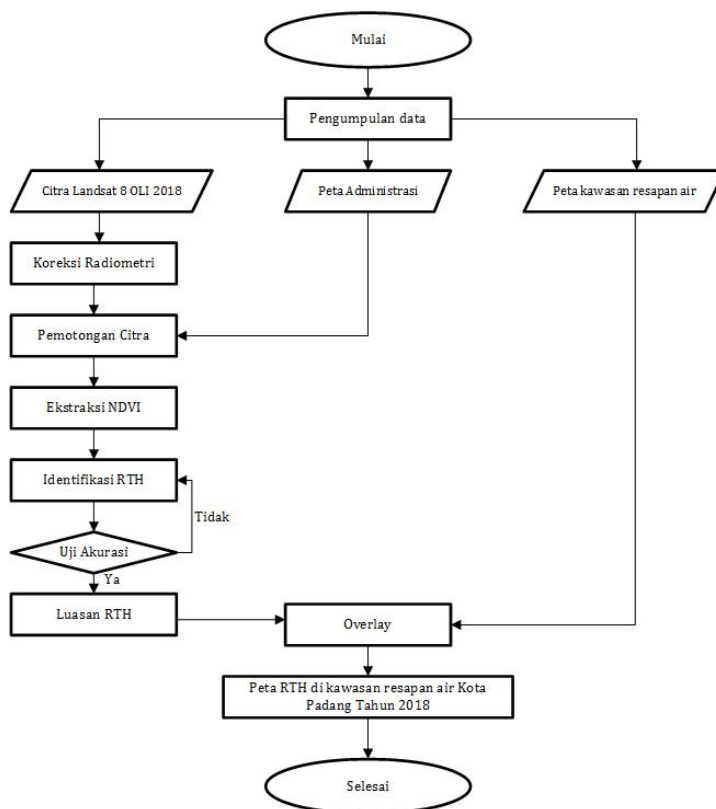 Mulai
Pengumpulan data
Citra Landsat 8 OLI 2018
Peta Administrasi
Peta kawasan resapan air
Koreksi Radiometri
Pemotongan Citra
Ekstraksi NDVI
Identifikasi RTH
Tidak
Uji Akurasi
Ya
Luasan RTH
Overlay
Peta RTH di kawasan resapan air Kota
Padang Tahun 2018
Selesai